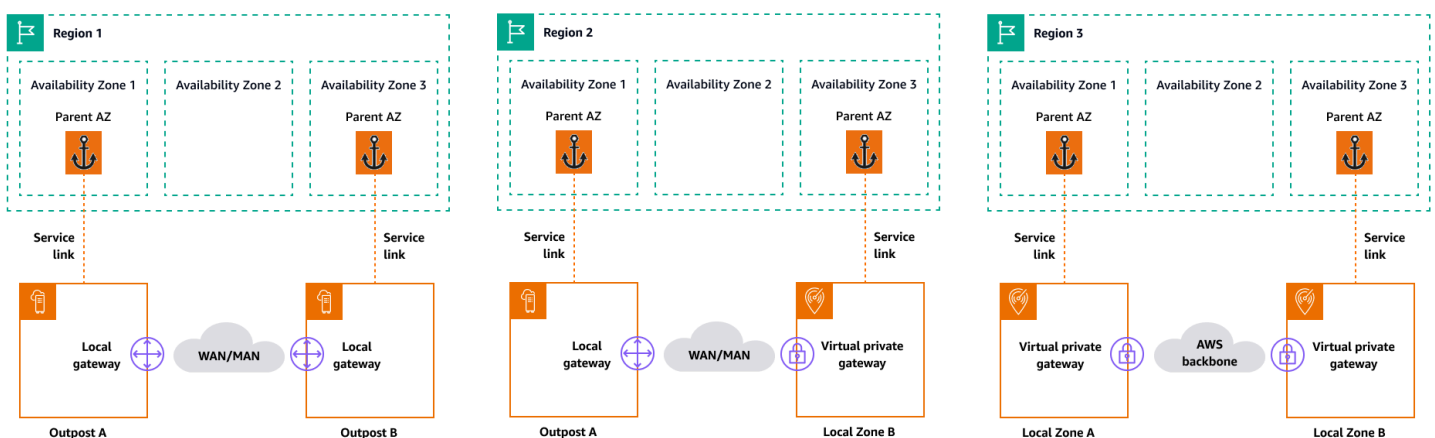 Region 1
Availability Zone 1
Availability Zone 2
Availability Zone 3
Parent AZ
Parent AZ
Service
link
Service
link
Local
gateway
WAN/MAN
Local
gateway
Outpost A
Outpost B
Region 2
Availability Zone 1
Availability Zone 2
Availability Zone 3
Parent AZ
Parent AZ
Service
link
Service
link
Local
gateway
WAN/MAN
Virtual private
gateway
Outpost A
Local Zone B
Region 3
Availability Zone 1
Availability Zone 2
Availability Zone 3
Parent AZ
Parent AZ
Service
link
Service
link
Virtual private
gateway
AWS
backbone
Virtual private
gateway
Local Zone A
Local Zone B